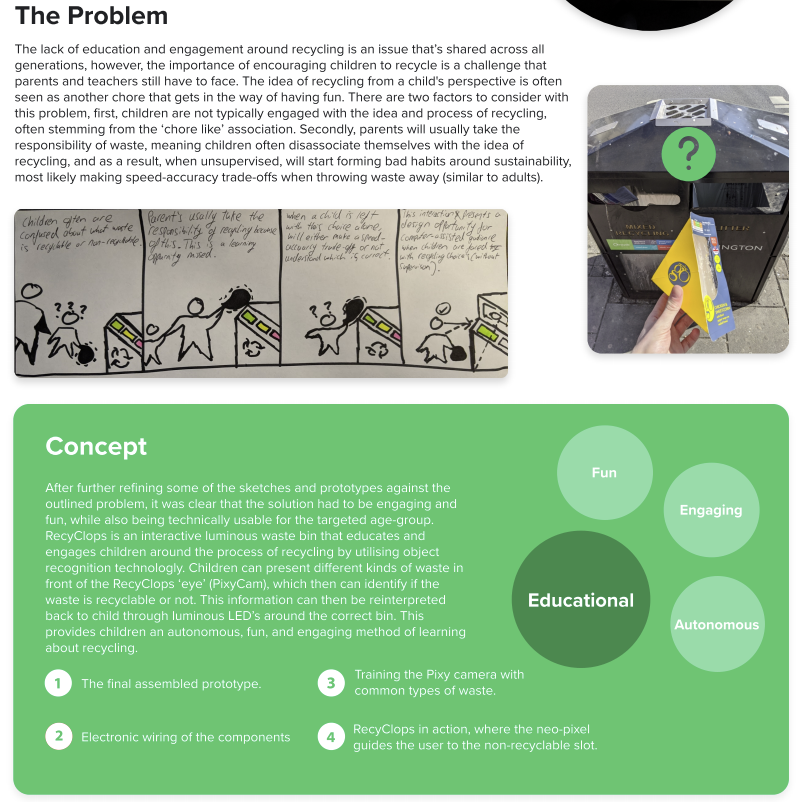 The Problem
The lack of education and engagement around recycling is an issue that's shared across all
generations, however, the importance of encouraging children to recycle is a challenge that
parents and teachers still have to face. The idea of recycling from a child's perspective is often
seen as another chore that gets in the way of having fun. There are two factors to consider with
this problem, first, children are not typically engaged with the idea and process of recycling,
often stemming from the ‘chore like’ association. Secondly, parents will usually take the
responsibility of waste, meaning children often disassociate themselves with the idea of
recycling, and as a result, when unsupervised, will start forming bad habits around sustainability,
most likely making speed-accuracy trade-offs when throwing waste away (similar to adults).
Children often are
confused about what waste
is recyclable or non-recyclable.
Parent's usually take the
responsibility of recycling because
of this. This is a learning
opportunity missed.
when a child is left
with this choice alone,
will either make a speed-
accuracy trade-off or not
understand which is correct.
This interaction presents a
design opportunity for
computer-assisted guidance
when children are faced
with recycling choices (without
supervision).
? ? ?
? ?
?
MIXED
RECYCLING
INGTON
Concept
After further refining some of the sketches and prototypes against the
outlined problem, it was clear that the solution had to be engaging and
fun, while also being technically usable for the targeted age-group.
RecyClops is an interactive luminous waste bin that educates and
engages children around the process of recycling by utilising object
recognition technologly. Children can present different kinds of waste in
front of the RecyClops ‘eye’ (PixyCam), which then can identify if the
waste is recyclable or not. This information can then be reinterpreted
back to child through luminous LED's around the correct bin. This
provides children an autonomous, fun, and engaging method of learning
about recycling.
Fun
Engaging
Educational
Autonomous
1 The final assembled prototype.
2 Electronic wiring of the components
3 Training the Pixy camera with
common types of waste.
4 RecyClops in action, where the neo-pixel
guides the user to the non-recyclable slot.